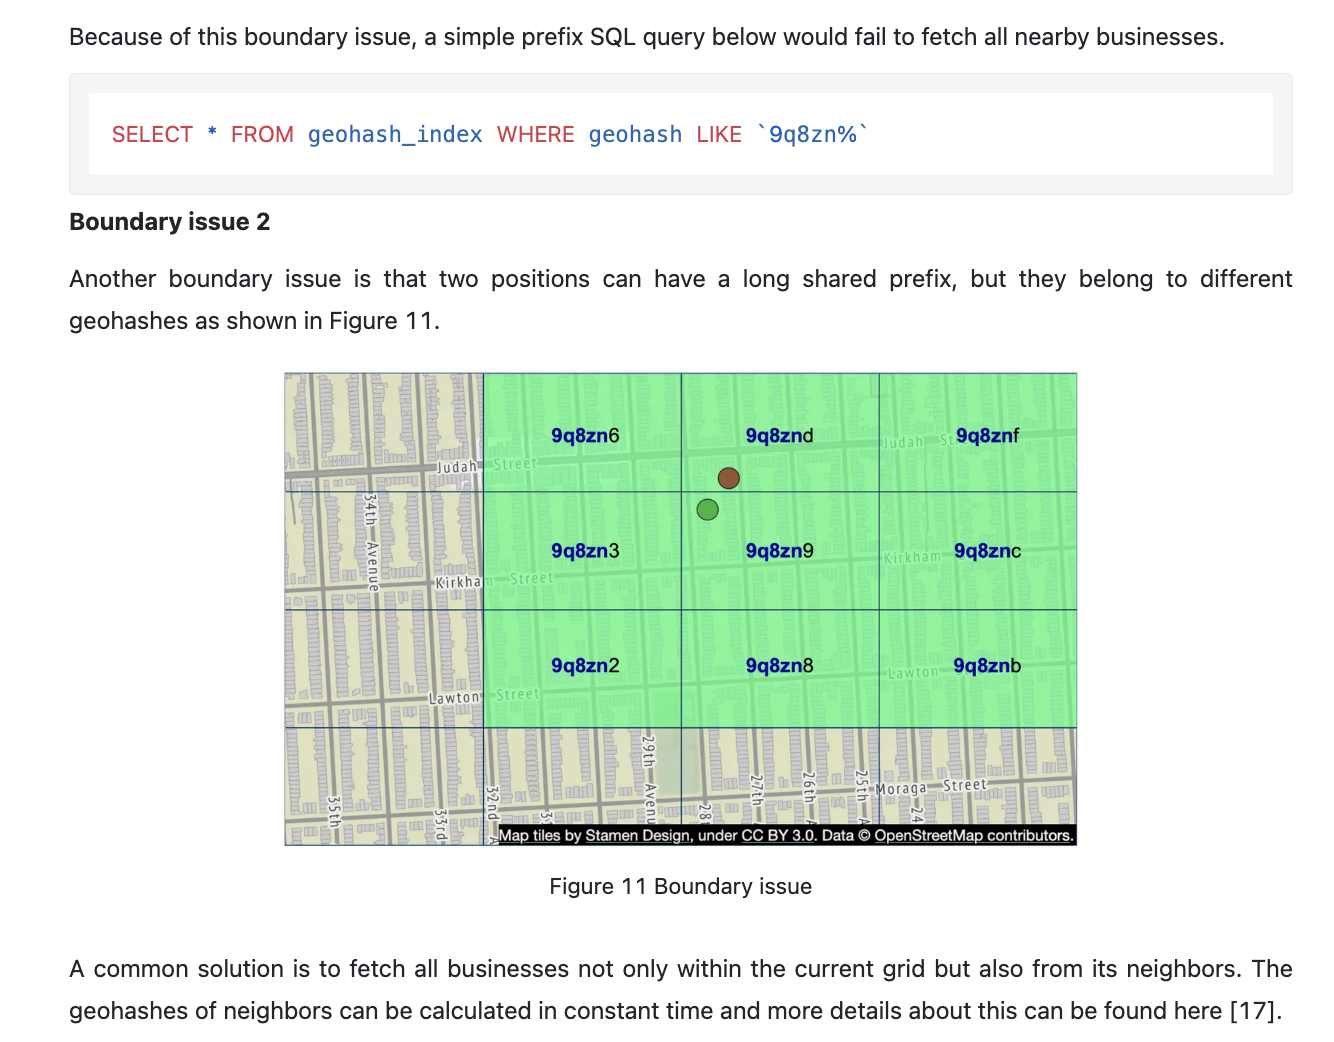 Because of this boundary issue, a simple prefix SQL query below would fail to fetch all nearby businesses.
SELECT * FROM geohash_index WHERE geohash LIKE `9q8zn%`
Boundary issue 2
Another boundary issue is that two positions can have a long shared prefix, but they belong to different
geohashes as shown in Figure 11.
9q8zn6 9q8znd 9q8znf
Judah Street Judah St
34th Avenue
9q8zn3 9q8zn9 9q8znc
Kirkham Street Kirkham
9q8zn2 9q8zn8 9q8znb
Lawton Street Lawton
29th Avenu
35th 33rd 32nd A 28t 27th 26th 25th A 24
Moraga Street
Map tiles by Stamen Design, under CC BY 3.0. Data © OpenStreetMap contributors.
Figure 11 Boundary issue
A common solution is to fetch all businesses not only within the current grid but also from its neighbors. The
geohashes of neighbors can be calculated in constant time and more details about this can be found here [17].